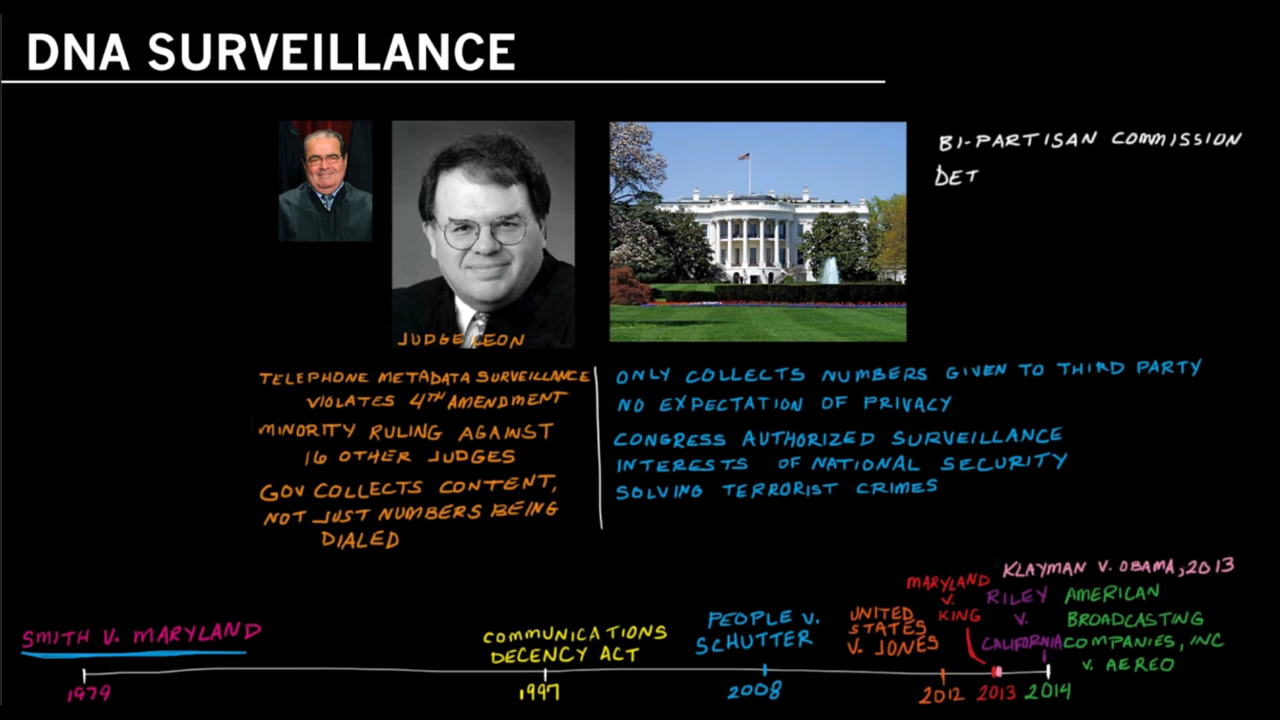 DNA SURVEILLANCE
BI-PARTISAN COMMISSION
DET
JUDGE LEON
TELEPHONE METADATA SURVEILLANCE
VIOLATES 4TH AMENDMENT
MINORITY RULING AGAINST
16 OTHER JUDGES
GOV COLLECTS CONTENT,
NOT JUST NUMBERS BEING
DIALED
ONLY COLLECTS NUMBERS GIVEN TO THIRD PARTY
NO EXPECTATION OF PRIVACY
CONGRESS AUTHORIZED SURVEILLANCE
INTERESTS OF NATIONAL SECURITY
SOLVING TERRORIST CRIMES
SMITH V. MARYLAND
1979
COMMUNICATIONS
DECENCY ACT
1997
PEOPLE V.
SCHUTTER
2008
UNITED
STATES
V. JONES
2012
MARYLAND
V.
KING
2013
KLAYMAN V. OBAMA, 2013
RILEY
V.
CALIFORNIA
AMERICAN
BROADCASTING
COMPANIES, INC
V. AEREO
2014